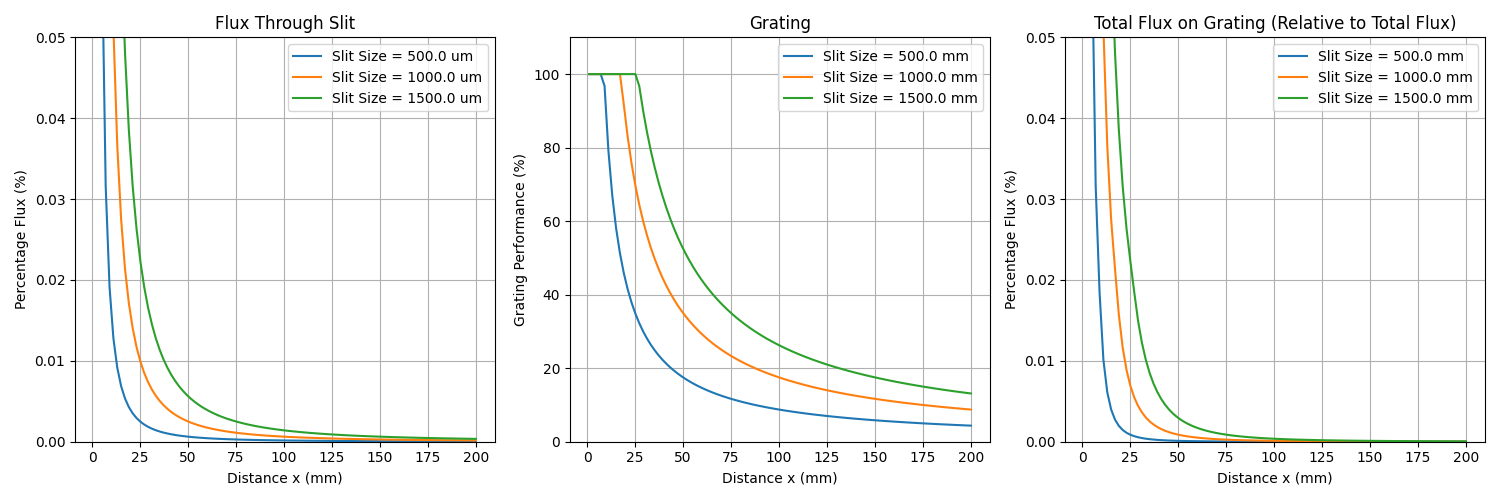 Flux Through Slit
0.05
0.04
0.03
0.02
0.01
0.00
Percentage Flux (%)
0
25
50
75
100
125
150
175
200
Distance x (mm)
Slit Size = 500.0 um
Slit Size = 1000.0 um
Slit Size = 1500.0 um
Grating
100
80
60
40
20
0
Grating Performance (%)
0
25
50
75
100
125
150
175
200
Distance x (mm)
Slit Size = 500.0 mm
Slit Size = 1000.0 mm
Slit Size = 1500.0 mm
Total Flux on Grating (Relative to Total Flux)
0.05
0.04
0.03
0.02
0.01
0.00
Percentage Flux (%)
0
25
50
75
100
125
150
175
200
Distance x (mm)
Slit Size = 500.0 mm
Slit Size = 1000.0 mm
Slit Size = 1500.0 mm